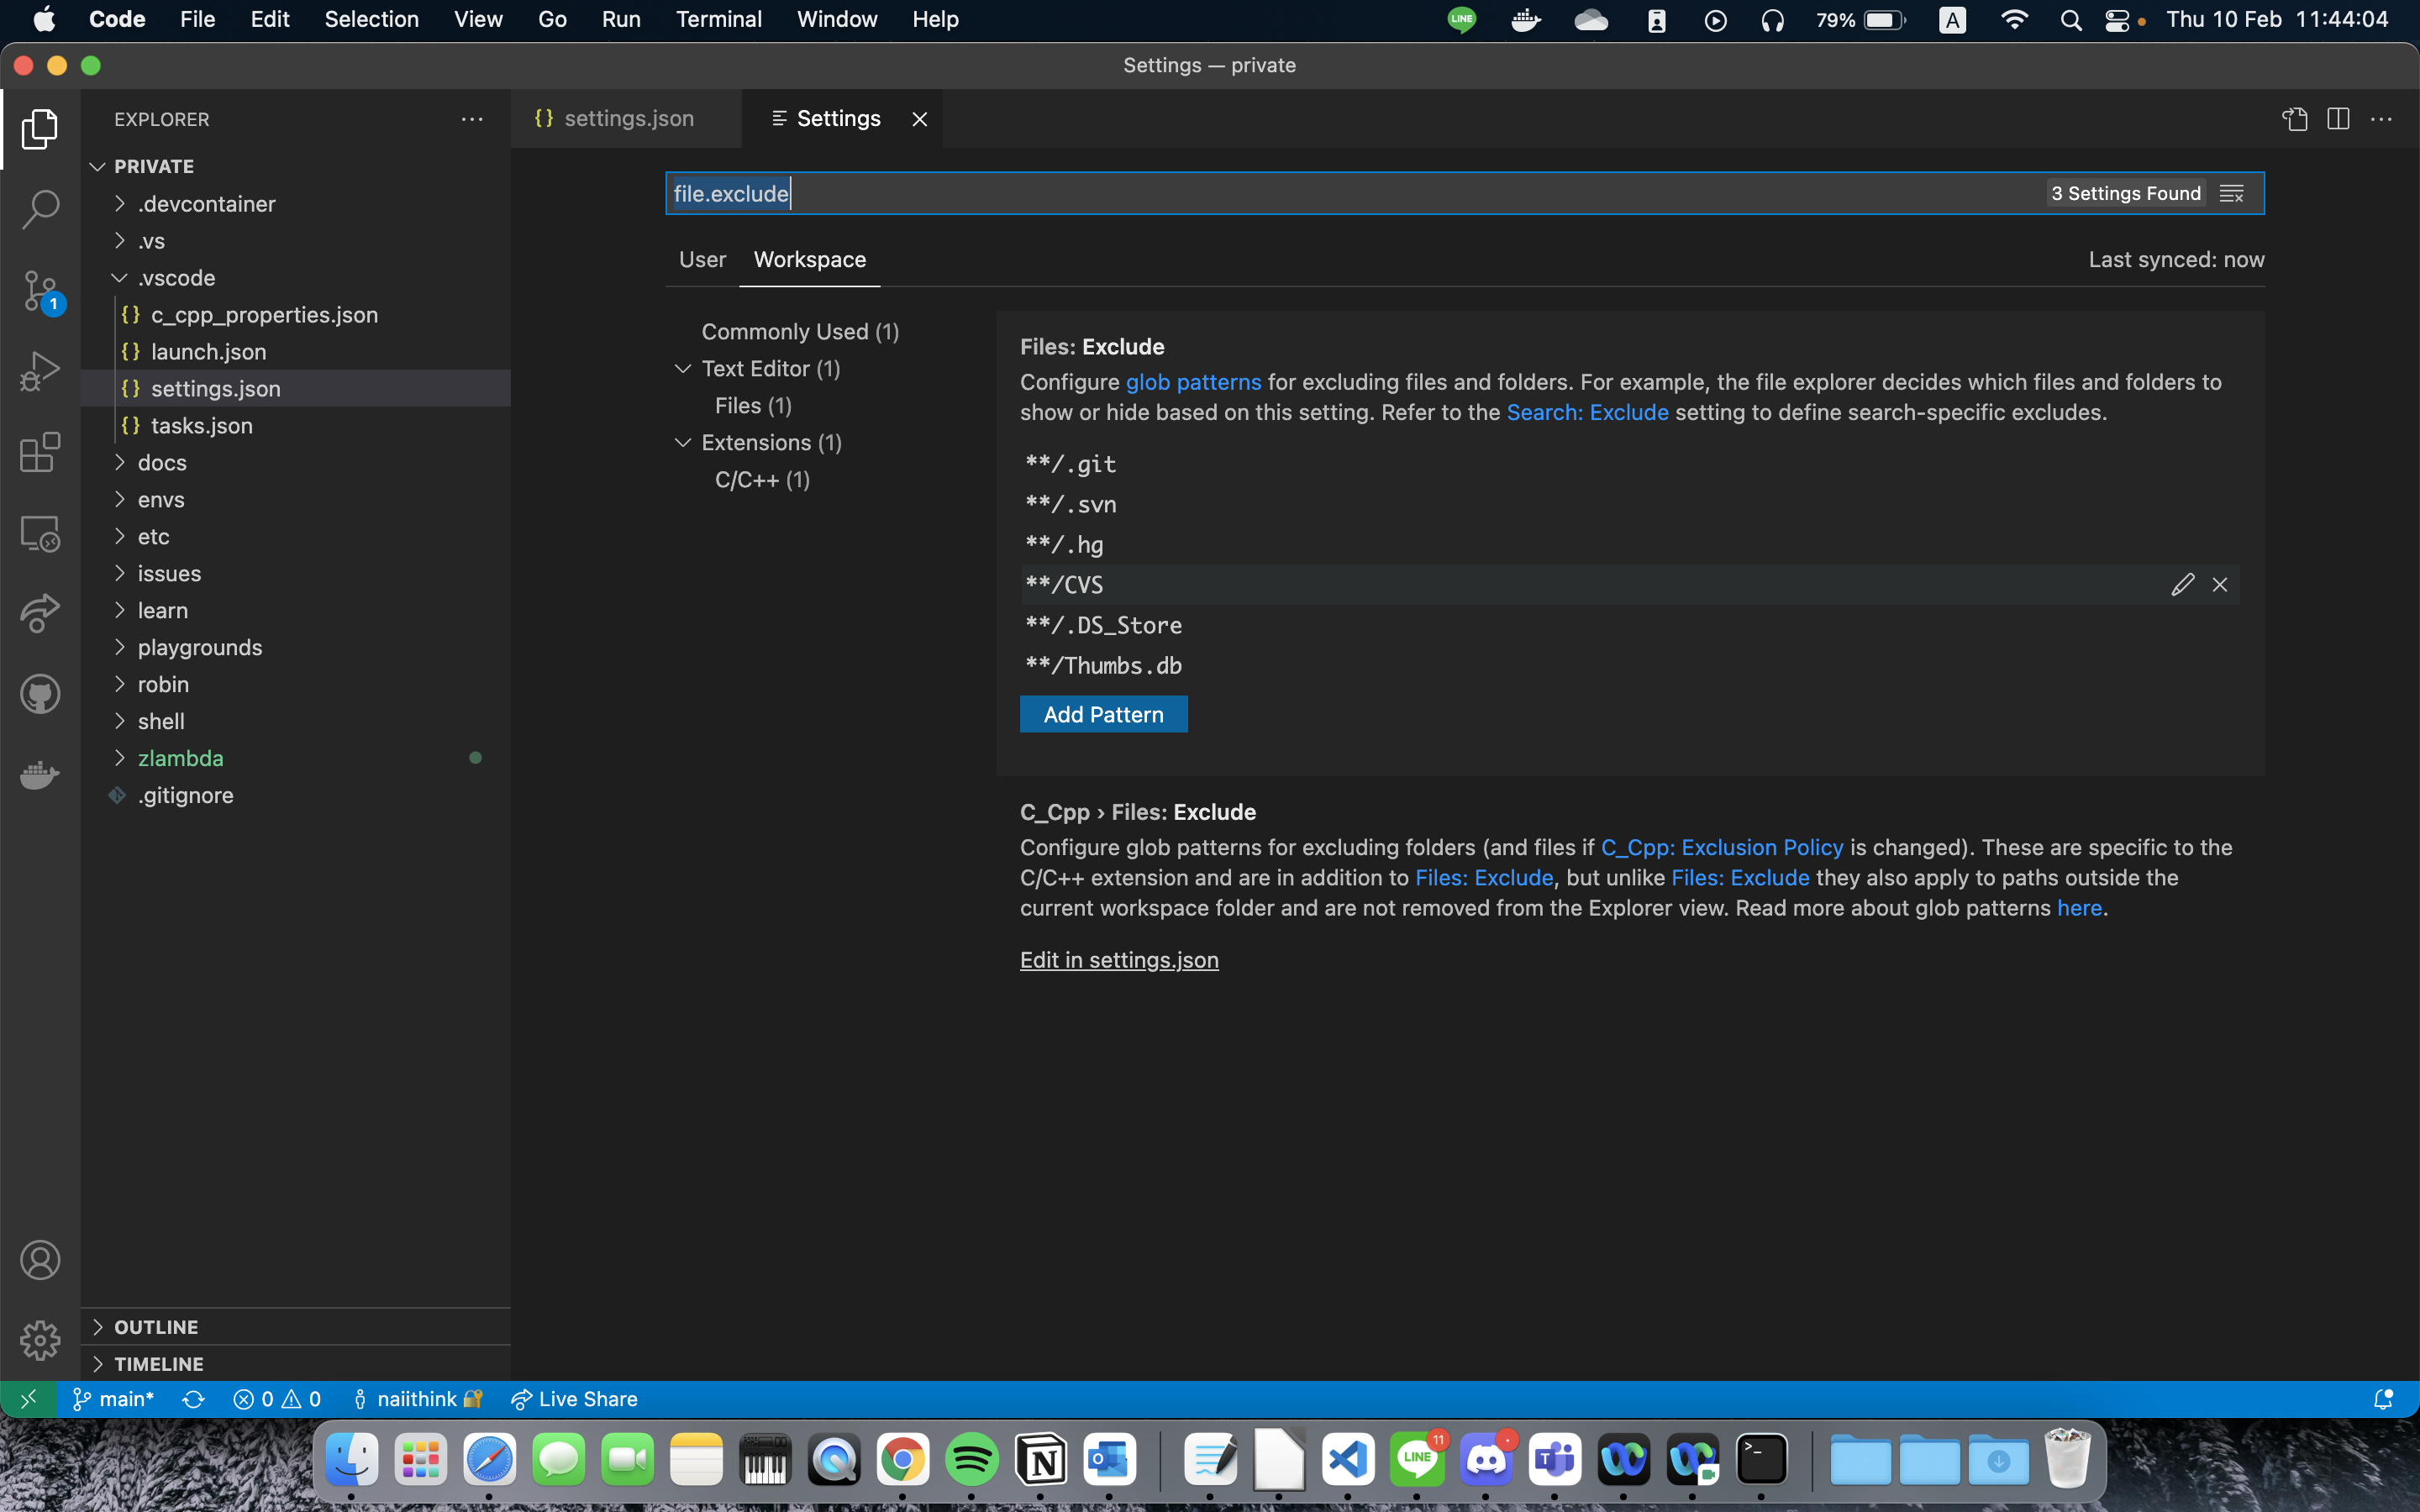 Code File Edit Selection View Go Run Terminal Window Help
LINE 79% A Thu 10 Feb 11:44:04
Settings — private
EXPLORER
{} settings.json
Settings
PRIVATE
.devcontainer
.vs
.vscode
{} c_cpp_properties.json
{} launch.json
{} settings.json
{} tasks.json
docs
envs
etc
issues
learn
playgrounds
robin
shell
zlambda
.gitignore
1
OUTLINE
TIMELINE
file.exclude
3 Settings Found
User Workspace
Last synced: now
Commonly Used (1)
Text Editor (1)
Files (1)
Extensions (1)
C/C++ (1)
Files: Exclude
Configure glob patterns for excluding files and folders. For example, the file explorer decides which files and folders to
show or hide based on this setting. Refer to the Search: Exclude setting to define search-specific excludes.
**/.git
**/.svn
**/.hg
**/CVS
**/.DS_Store
**/Thumbs.db
Add Pattern
C_Cpp › Files: Exclude
Configure glob patterns for excluding folders (and files if C_Cpp: Exclusion Policy is changed). These are specific to the
C/C++ extension and are in addition to Files: Exclude, but unlike Files: Exclude they also apply to paths outside the
current workspace folder and are not removed from the Explorer view. Read more about glob patterns here.
Edit in settings.json
main* 0 0 naiithink Live Share
LINE 11